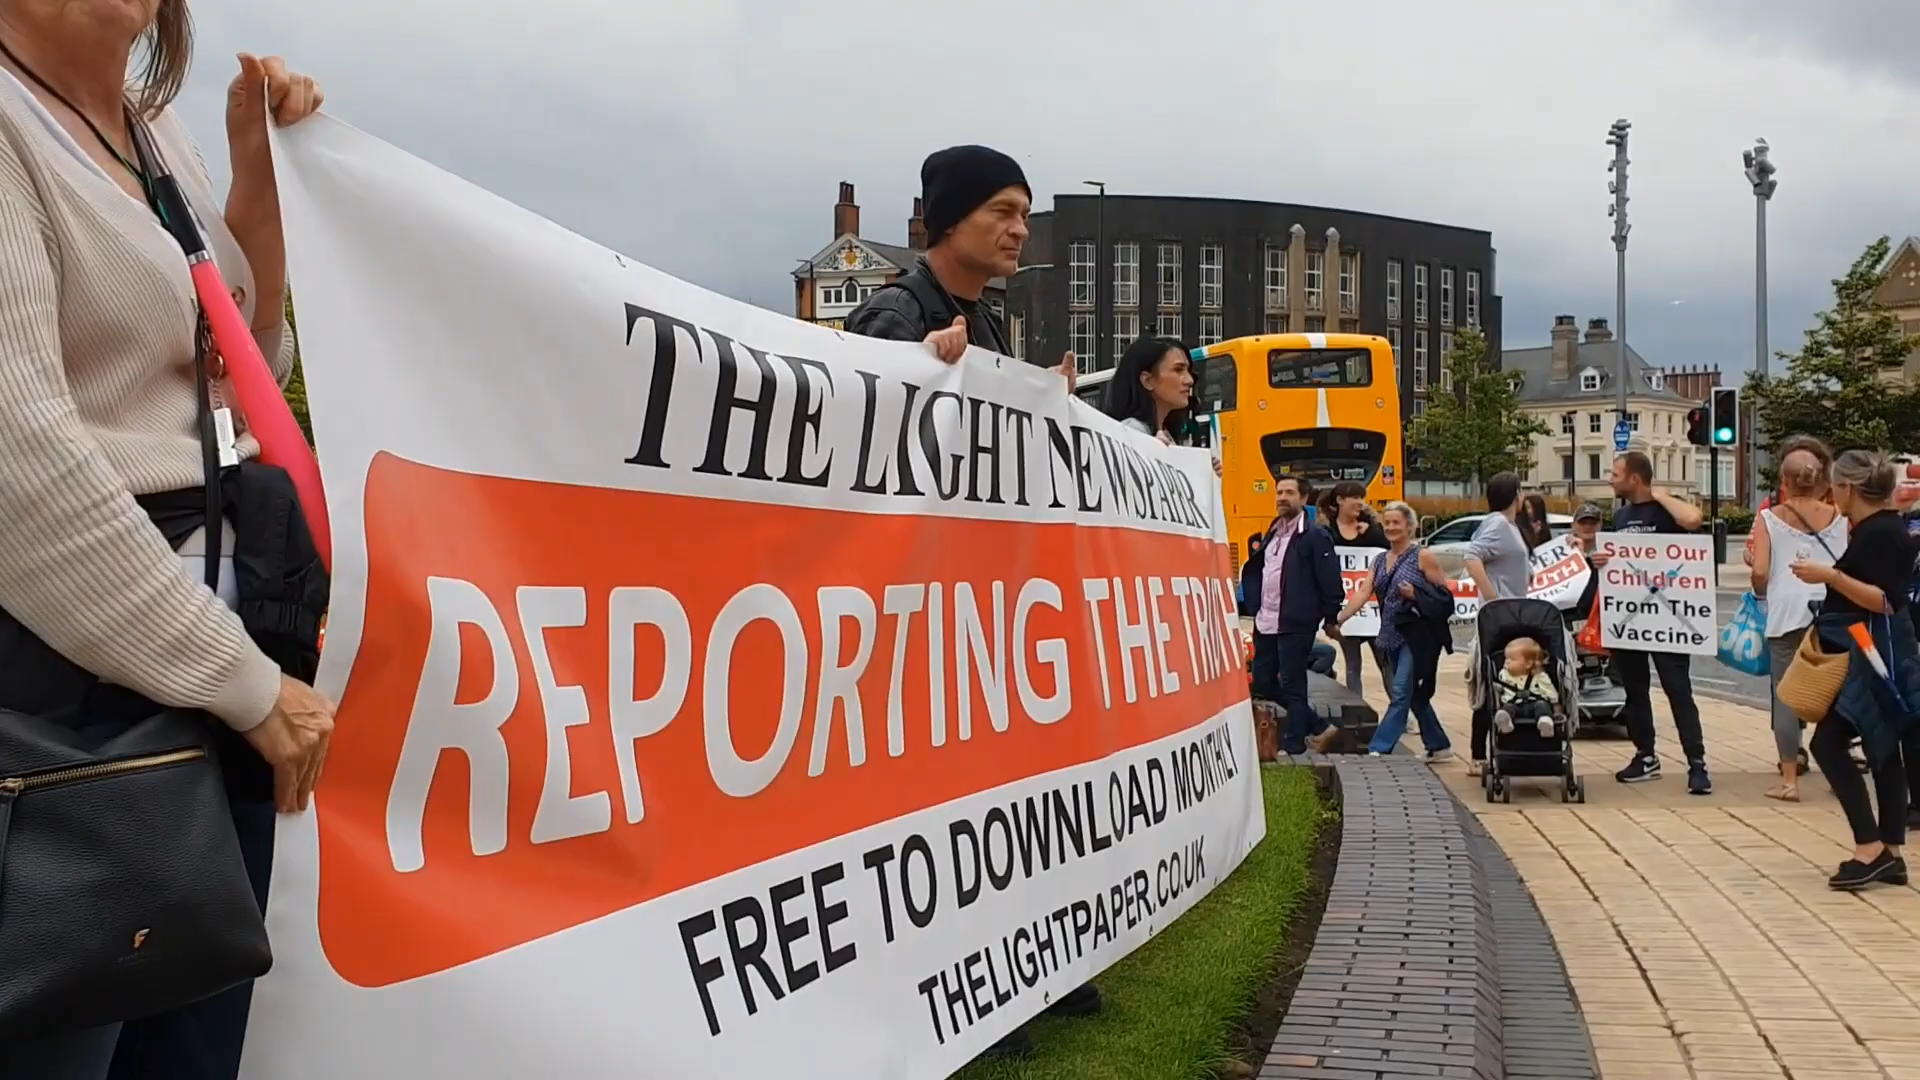 THE LIGHT NEWSPAPER
REPORTING THE TRUTH
FREE TO DOWNLOAD MONTHLY
THELIGHTPAPER.CO.UK
Save Our
Children
From The
Vaccine